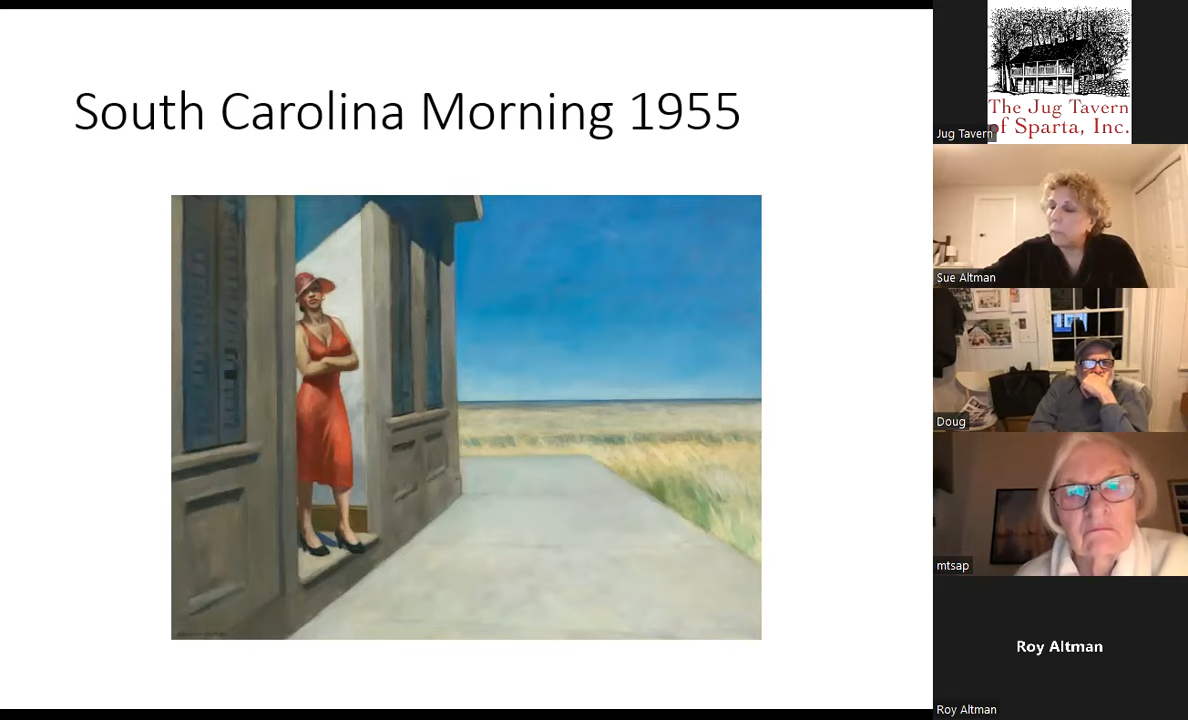 South Carolina Morning 1955
The Jug Tavern
of Sparta, Inc.
Jug Tavern
Sue Altman
Doug
mtsap
Roy Altman
Roy Altman